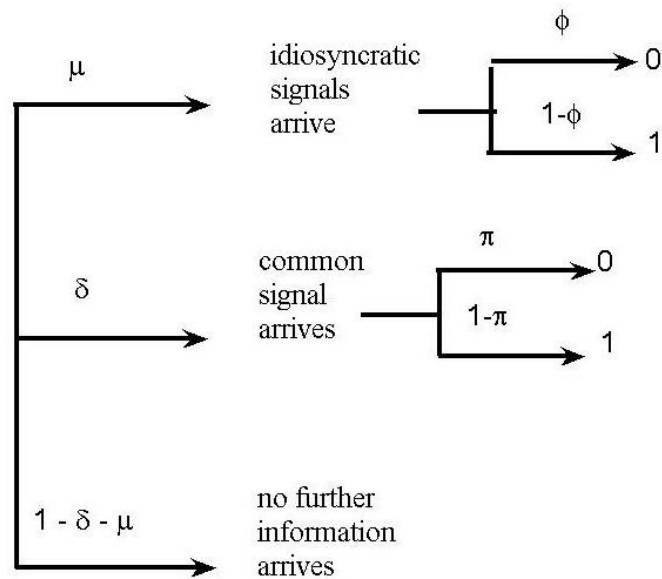 μ
idiosyncratic
signals
arrive
ϕ
0
1-ϕ
1
δ
common
signal
arrives
π
0
1-π
1
1 - δ - μ
no further
information
arrives